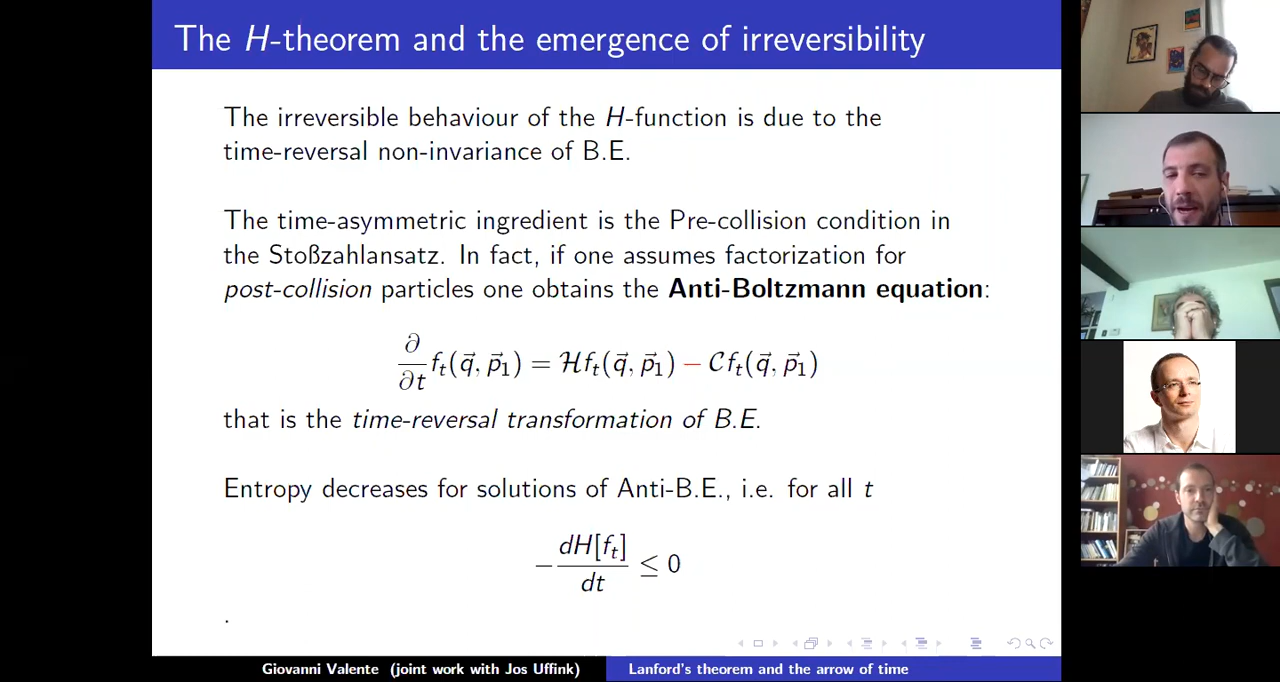 The H-theorem and the emergence of irreversibility
The irreversible behaviour of the H-function is due to the
time-reversal non-invariance of B.E.
The time-asymmetric ingredient is the Pre-collision condition in
the Stoßzahlansatz. In fact, if one assumes factorization for
post-collision particles one obtains the Anti-Boltzmann equation:
∂/∂t f_t(q⃗, p⃗₁) = ℋf_t(q⃗, p⃗₁) − 𝒞f_t(q⃗, p⃗₁)
that is the time-reversal transformation of B.E.
Entropy decreases for solutions of Anti-B.E., i.e. for all t
− dH[f_t]/dt ≤ 0
.
Giovanni Valente (joint work with Jos Uffink)
Lanford's theorem and the arrow of time